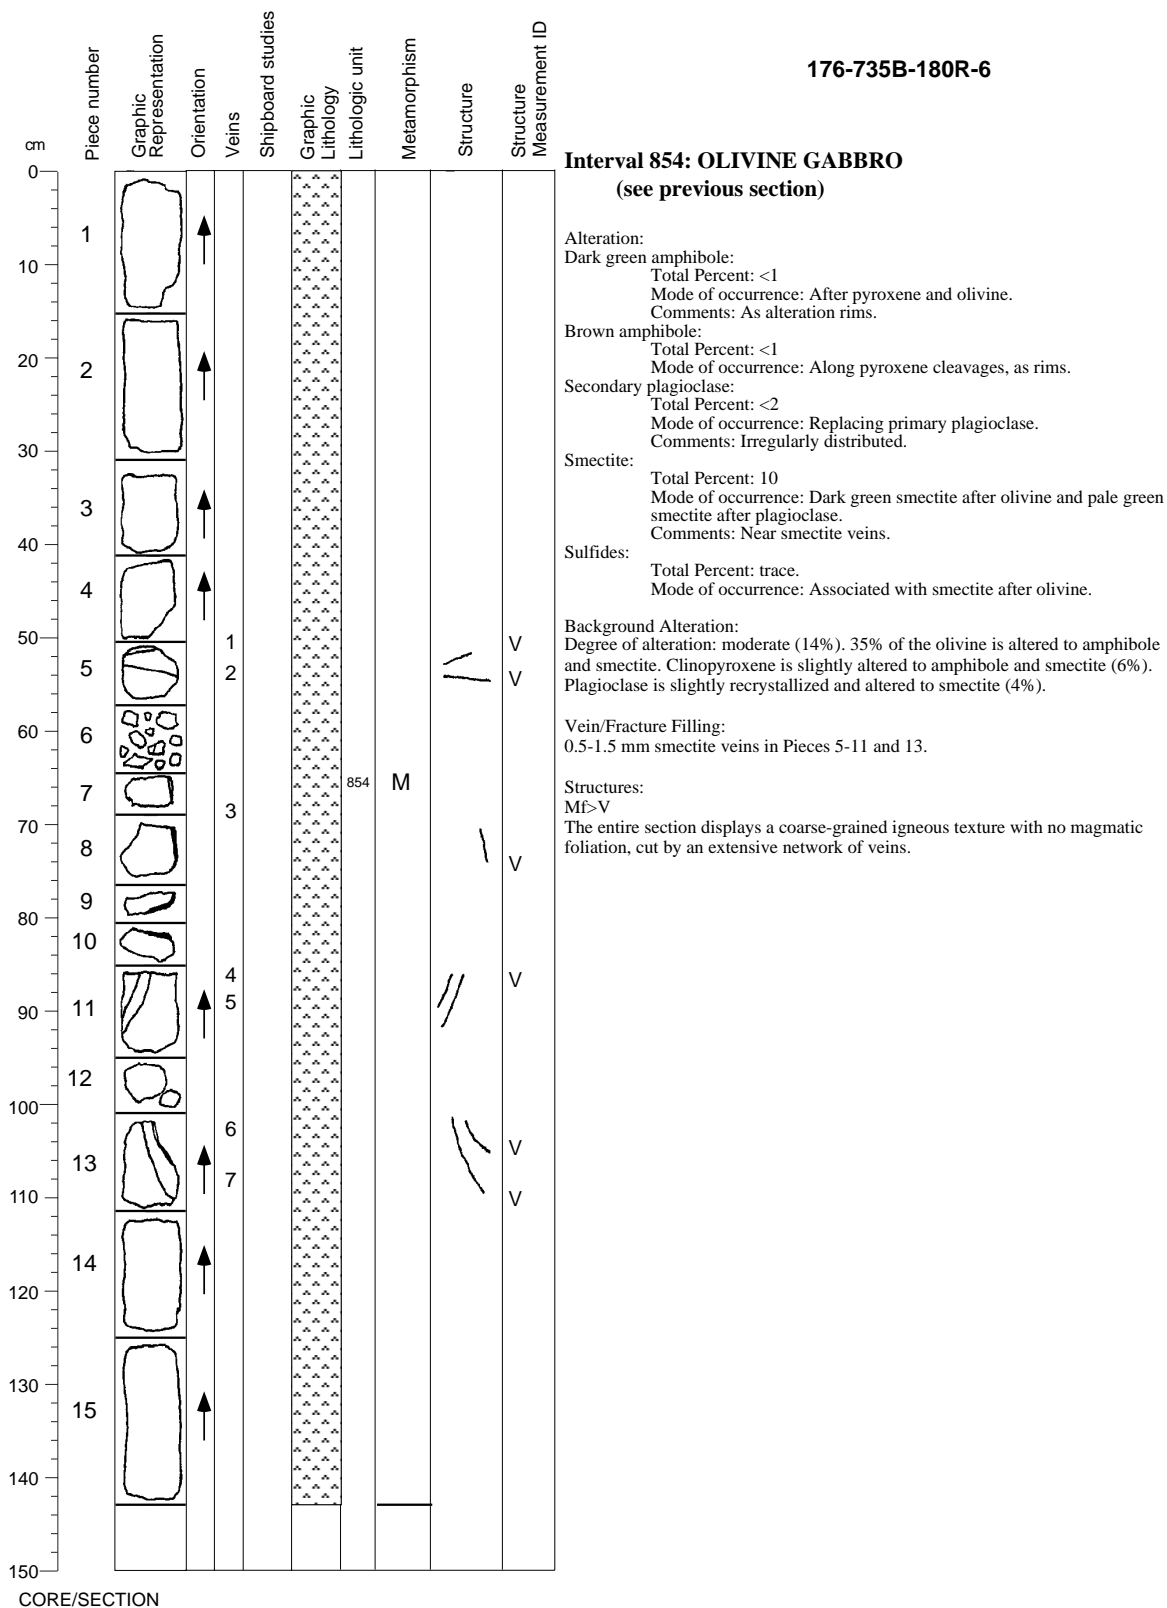 176-735B-180R-6
cm
Piece number
Graphic
Representation
Orientation
Veins
Shipboard studies
Graphic
Lithology
Lithologic unit
Metamorphism
Structure
Structure
Measurement ID
0
10
20
30
40
50
60
70
80
90
100
110
120
130
140
150
1
2
3
4
5
6
7
8
9
10
11
12
13
14
15
1
2
3
4
5
6
7
854
M
V
V
V
V
V
V
CORE/SECTION
Interval 854: OLIVINE GABBRO
(see previous section)
Alteration:
Dark green amphibole:
Total Percent: <1
Mode of occurrence: After pyroxene and olivine.
Comments: As alteration rims.
Brown amphibole:
Total Percent: <1
Mode of occurrence: Along pyroxene cleavages, as rims.
Secondary plagioclase:
Total Percent: <2
Mode of occurrence: Replacing primary plagioclase.
Comments: Irregularly distributed.
Smectite:
Total Percent: 10
Mode of occurrence: Dark green smectite after olivine and pale green
smectite after plagioclase.
Comments: Near smectite veins.
Sulfides:
Total Percent: trace.
Mode of occurrence: Associated with smectite after olivine.
Background Alteration:
Degree of alteration: moderate (14%). 35% of the olivine is altered to amphibole
and smectite. Clinopyroxene is slightly altered to amphibole and smectite (6%).
Plagioclase is slightly recrystallized and altered to smectite (4%).
Vein/Fracture Filling:
0.5-1.5 mm smectite veins in Pieces 5-11 and 13.
Structures:
Mf>V
The entire section displays a coarse-grained igneous texture with no magmatic
foliation, cut by an extensive network of veins.